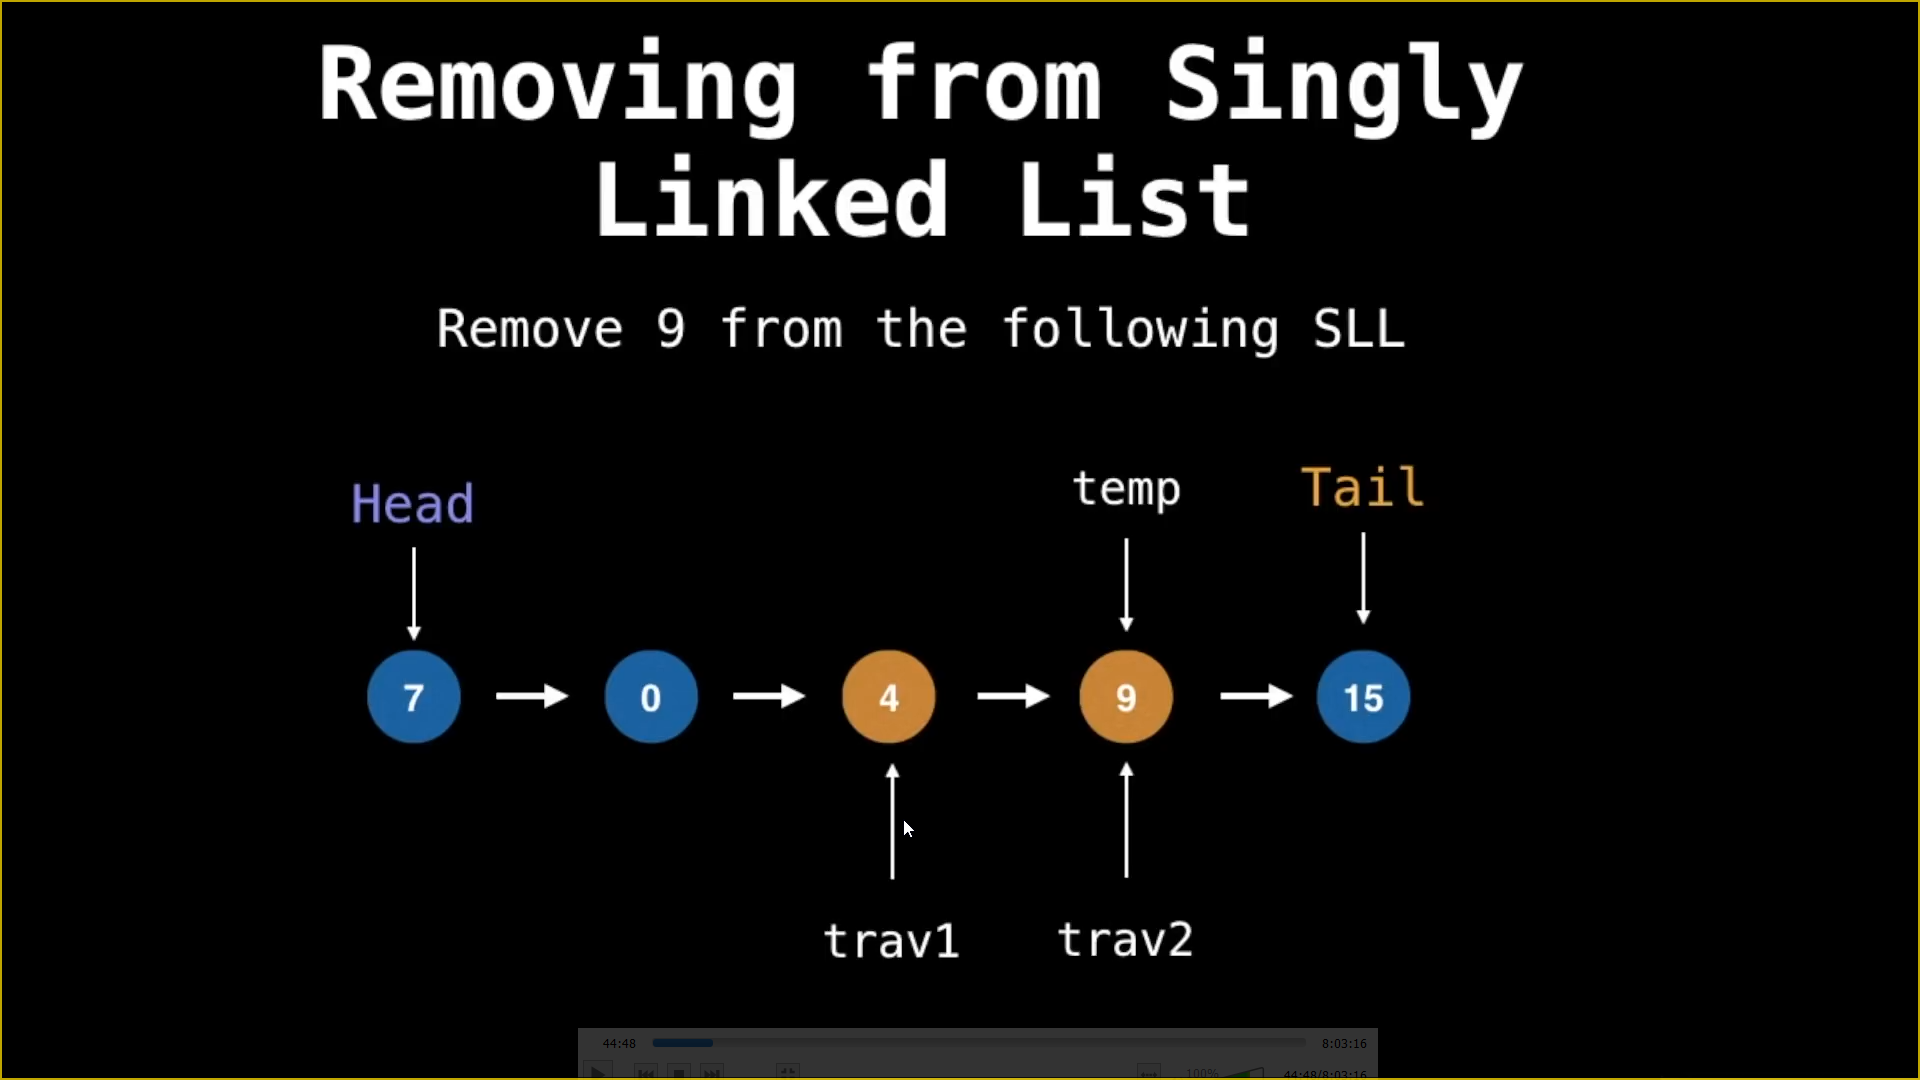 Removing from Singly
Linked List
Remove 9 from the following SLL
Head
temp
Tail
7
0
4
9
15
trav1
trav2
44:48
8:03:16
100%
44:48/8:03:16